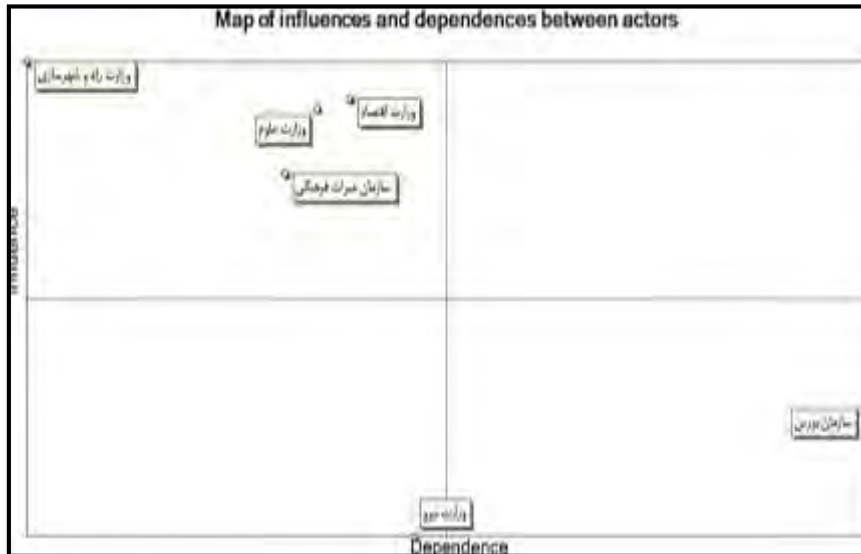 Map of influences and dependences between actors
وزارت راه و شهرسازی
وزارت اقتصاد
وزارت علوم
سازمان میراث فرهنگی
Influence
سازمان بورس
وزارت نیرو
Dependence